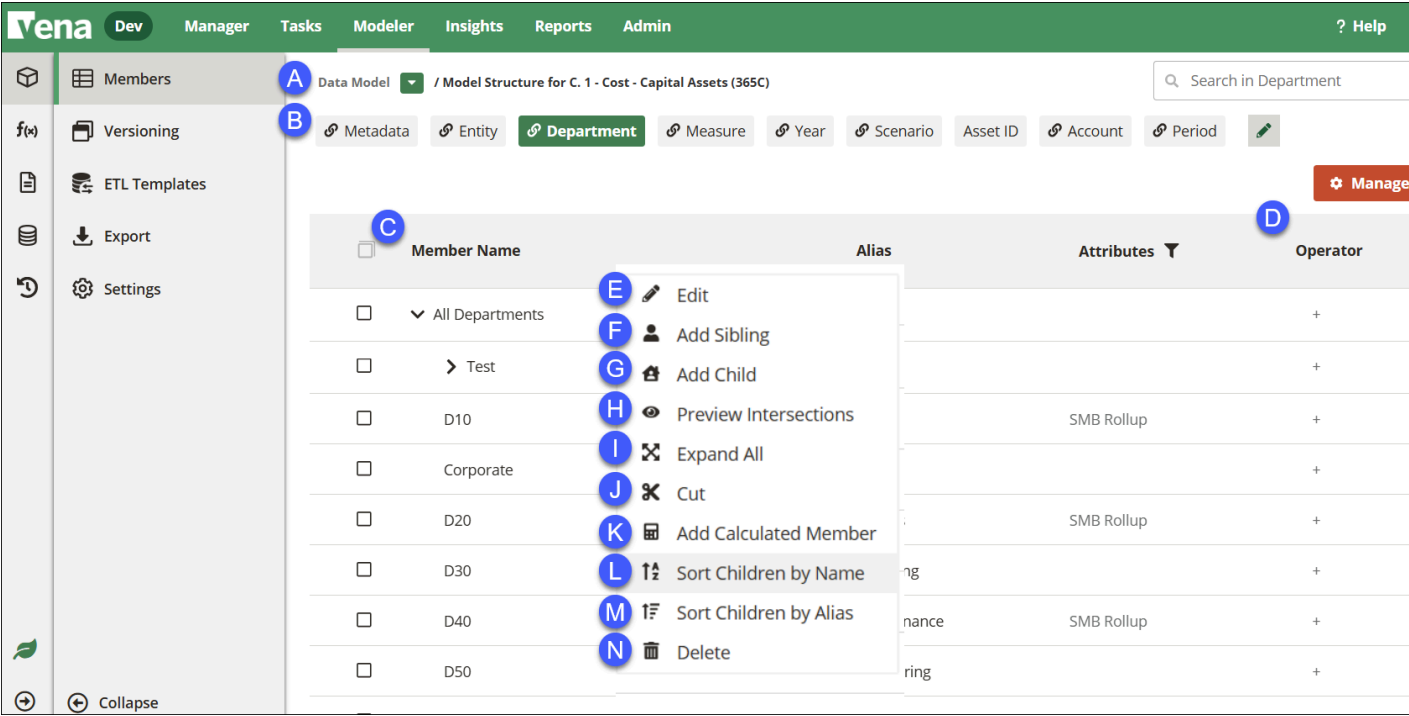 vena Dev Manager Tasks Modeler Insights Reports Admin ? Help
Members
A Data Model / Model Structure for C. 1 - Cost - Capital Assets (365C) Search in Department
f(x) Versioning
B Metadata Entity Department Measure Year Scenario Asset ID Account Period
ETL Templates
Manage
Export
C Member Name Alias Attributes D Operator
Settings
E Edit
All Departments +
F Add Sibling
Test +
G Add Child
H Preview Intersections
D10 SMB Rollup +
I Expand All
Corporate +
J Cut
D20 SMB Rollup +
K Add Calculated Member
L Sort Children by Name
D30 ng +
M Sort Children by Alias
D40 nance SMB Rollup +
N Delete
D50 ring +
Collapse